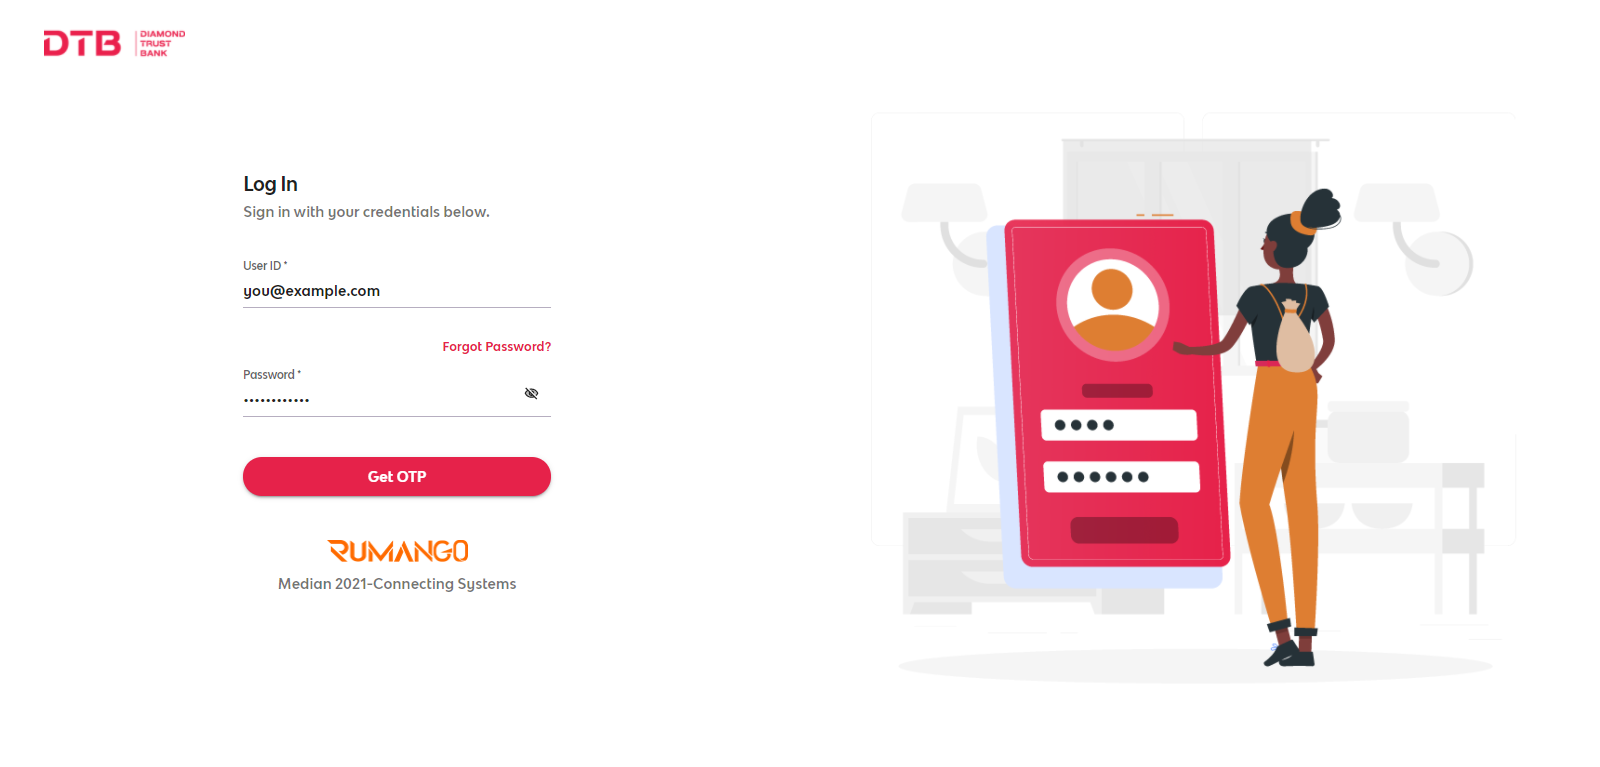 DTB
DIAMOND
TRUST
BANK
Log In
Sign in with your credentials below.
User ID *
you@example.com
Forgot Password?
Password *
••••••••••••
Get OTP
RUMANGO
Median 2021-Connecting Systems